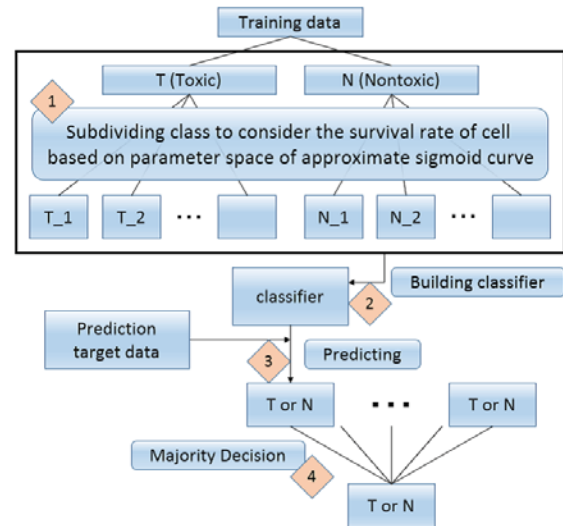 Training data
T (Toxic)
N (Nontoxic)
1
Subdividing class to consider the survival rate of cell
based on parameter space of approximate sigmoid curve
T_1
T_2
...
N_1
N_2
...
Building classifier
classifier
2
Prediction
target data
3
Predicting
T or N
...
T or N
Majority Decision
4
T or N